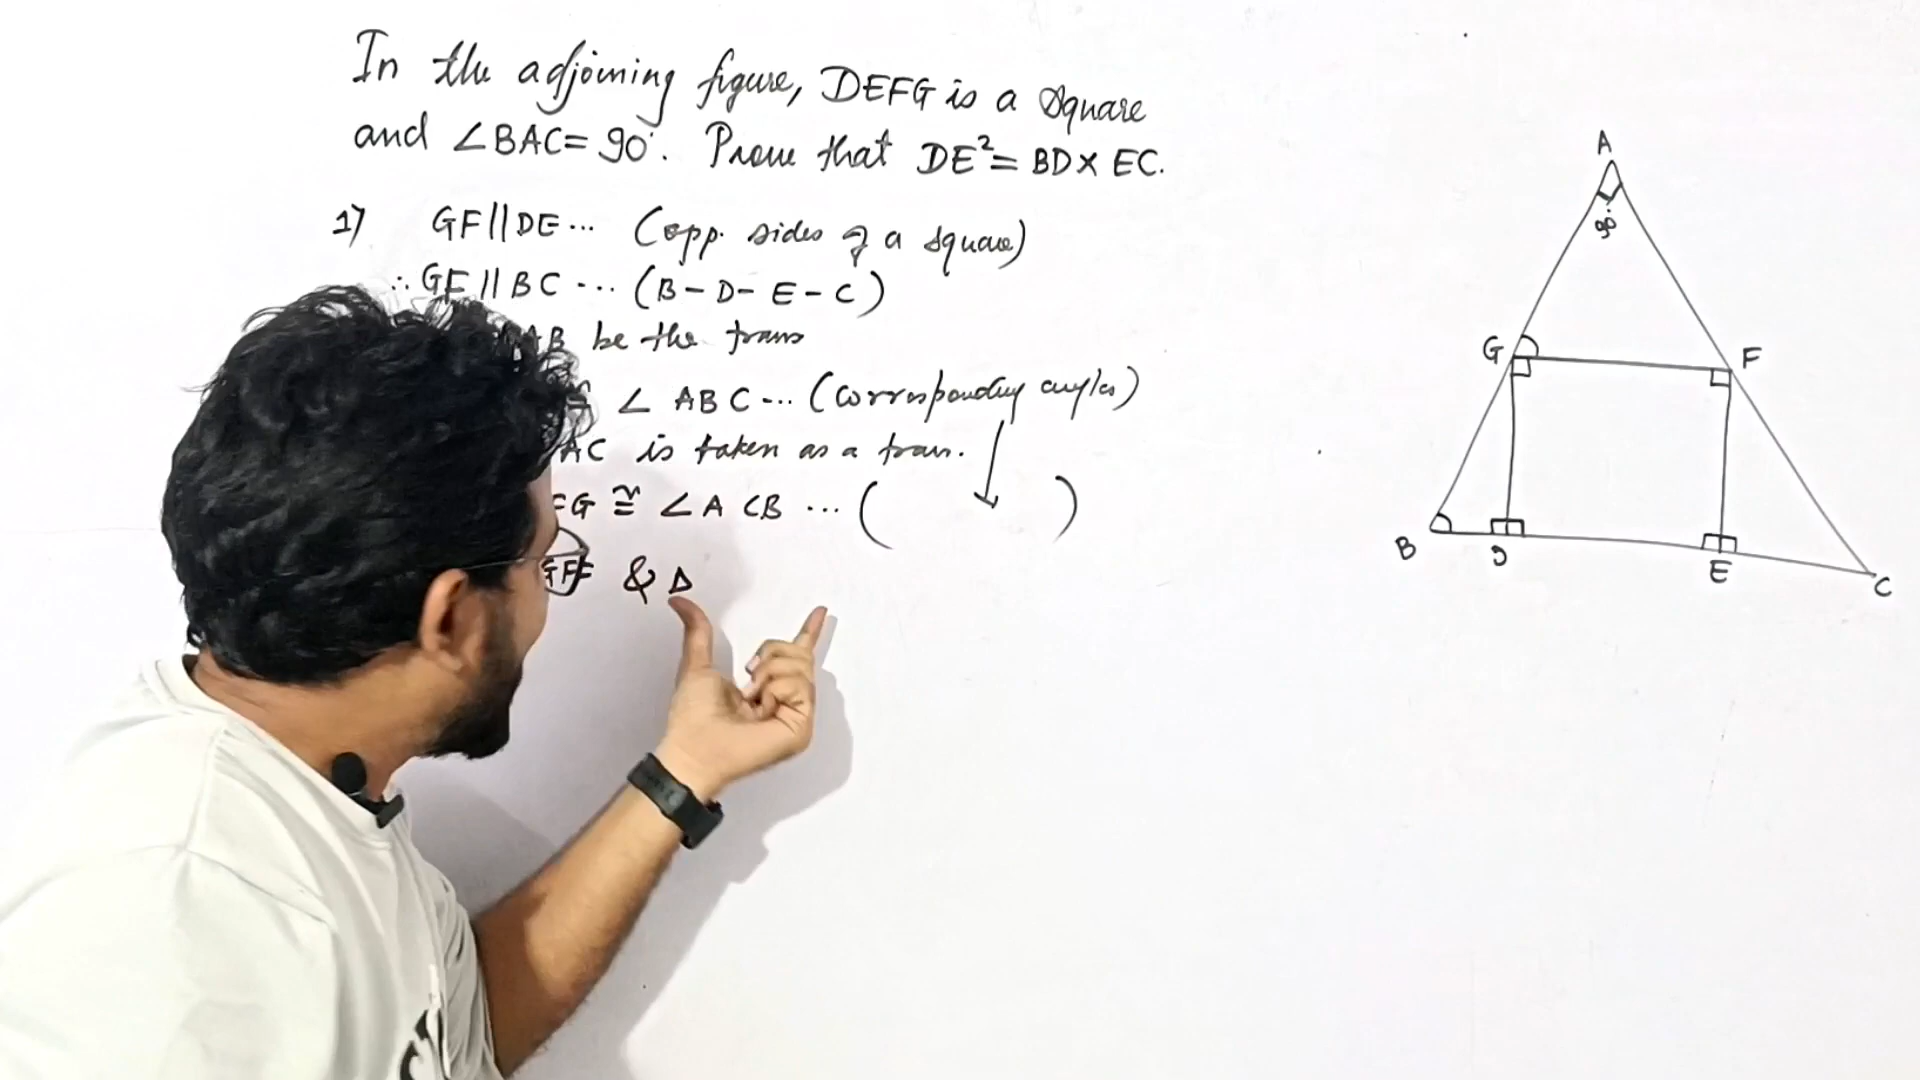 In the adjoining figure, DEFG is a square
and ∠BAC= 90°. Prove that DE²= BD× EC.
1) GF||DE... (opp. sides of a square)
∴ GF || BC ... (B-D-E-C)
AB be the trans
≅ ∠ ABC ... (corresponding angles)
AC is taken as a tran.
FG ≅ ∠ACB ... ( )
GF & Δ
A
90°
G
F
B
D
E
C